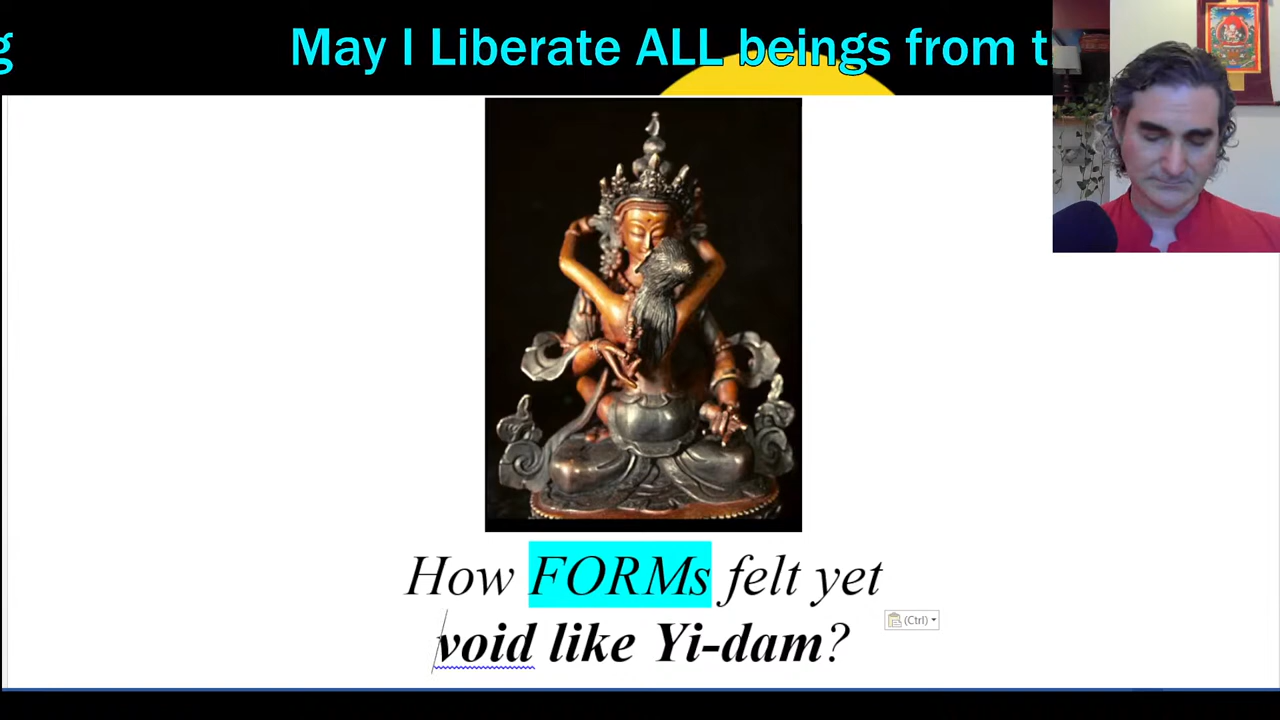 g
May I Liberate ALL beings from t
How FORMs felt yet
void like Yi-dam?
(Ctrl)